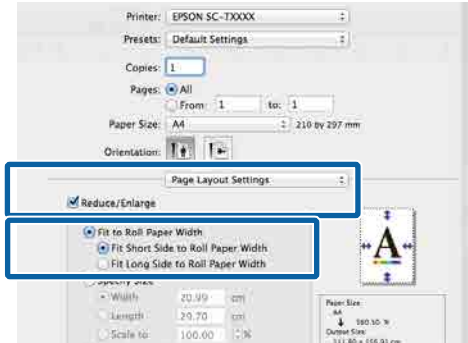 Printer: EPSON SC-TXXXX
Presets: Default Settings
Copies: 1
Pages: All
From: 1 to: 1
Paper Size: A4 210 by 297 mm
Orientation:
Page Layout Settings
Reduce/Enlarge
Fit to Roll Paper Width
Fit Short Side to Roll Paper Width
Fit Long Side to Roll Paper Width
Specify Size
Width 20.99 cm
Length 29.70 cm
Scale to 100.00 %
A
Paper Size:
A4
560.50 %
Output Size: